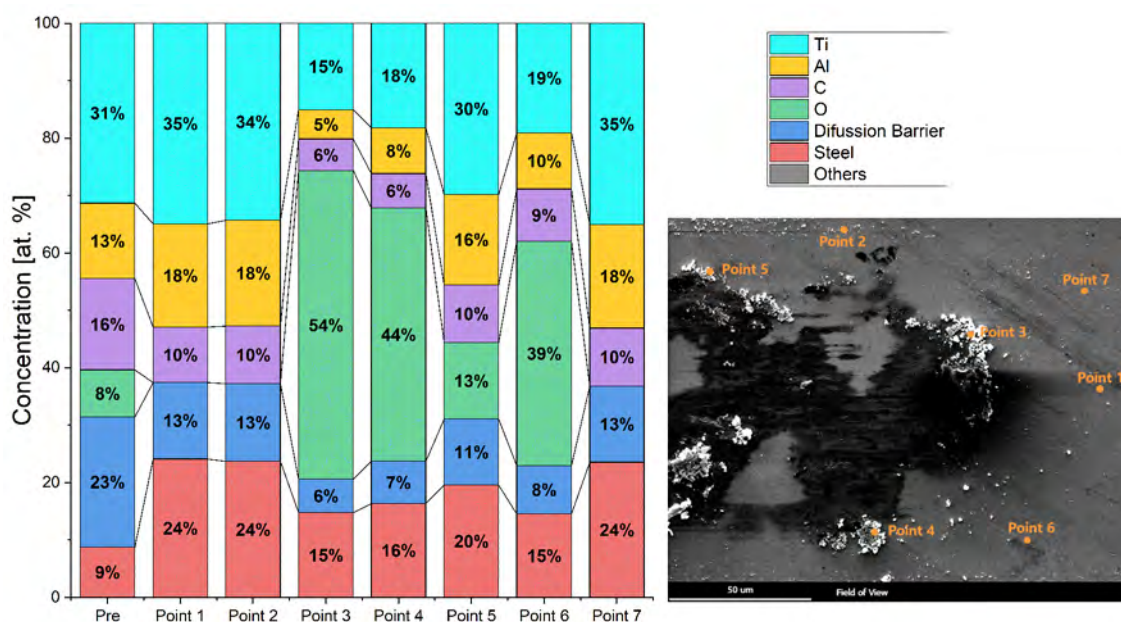 Concentration [at. %]
100
80
60
40
20
0
31%
13%
16%
8%
23%
9%
35%
18%
10%
13%
24%
34%
18%
10%
13%
24%
15%
5%
6%
54%
6%
15%
18%
8%
6%
44%
7%
16%
30%
16%
10%
13%
11%
20%
19%
10%
9%
39%
8%
15%
35%
18%
10%
13%
24%
Pre
Point 1
Point 2
Point 3
Point 4
Point 5
Point 6
Point 7
Ti
Al
C
O
Difussion Barrier
Steel
Others
Point 2
Point 5
Point 7
Point 3
Point 1
Point 4
Point 6
50 um
Field of View